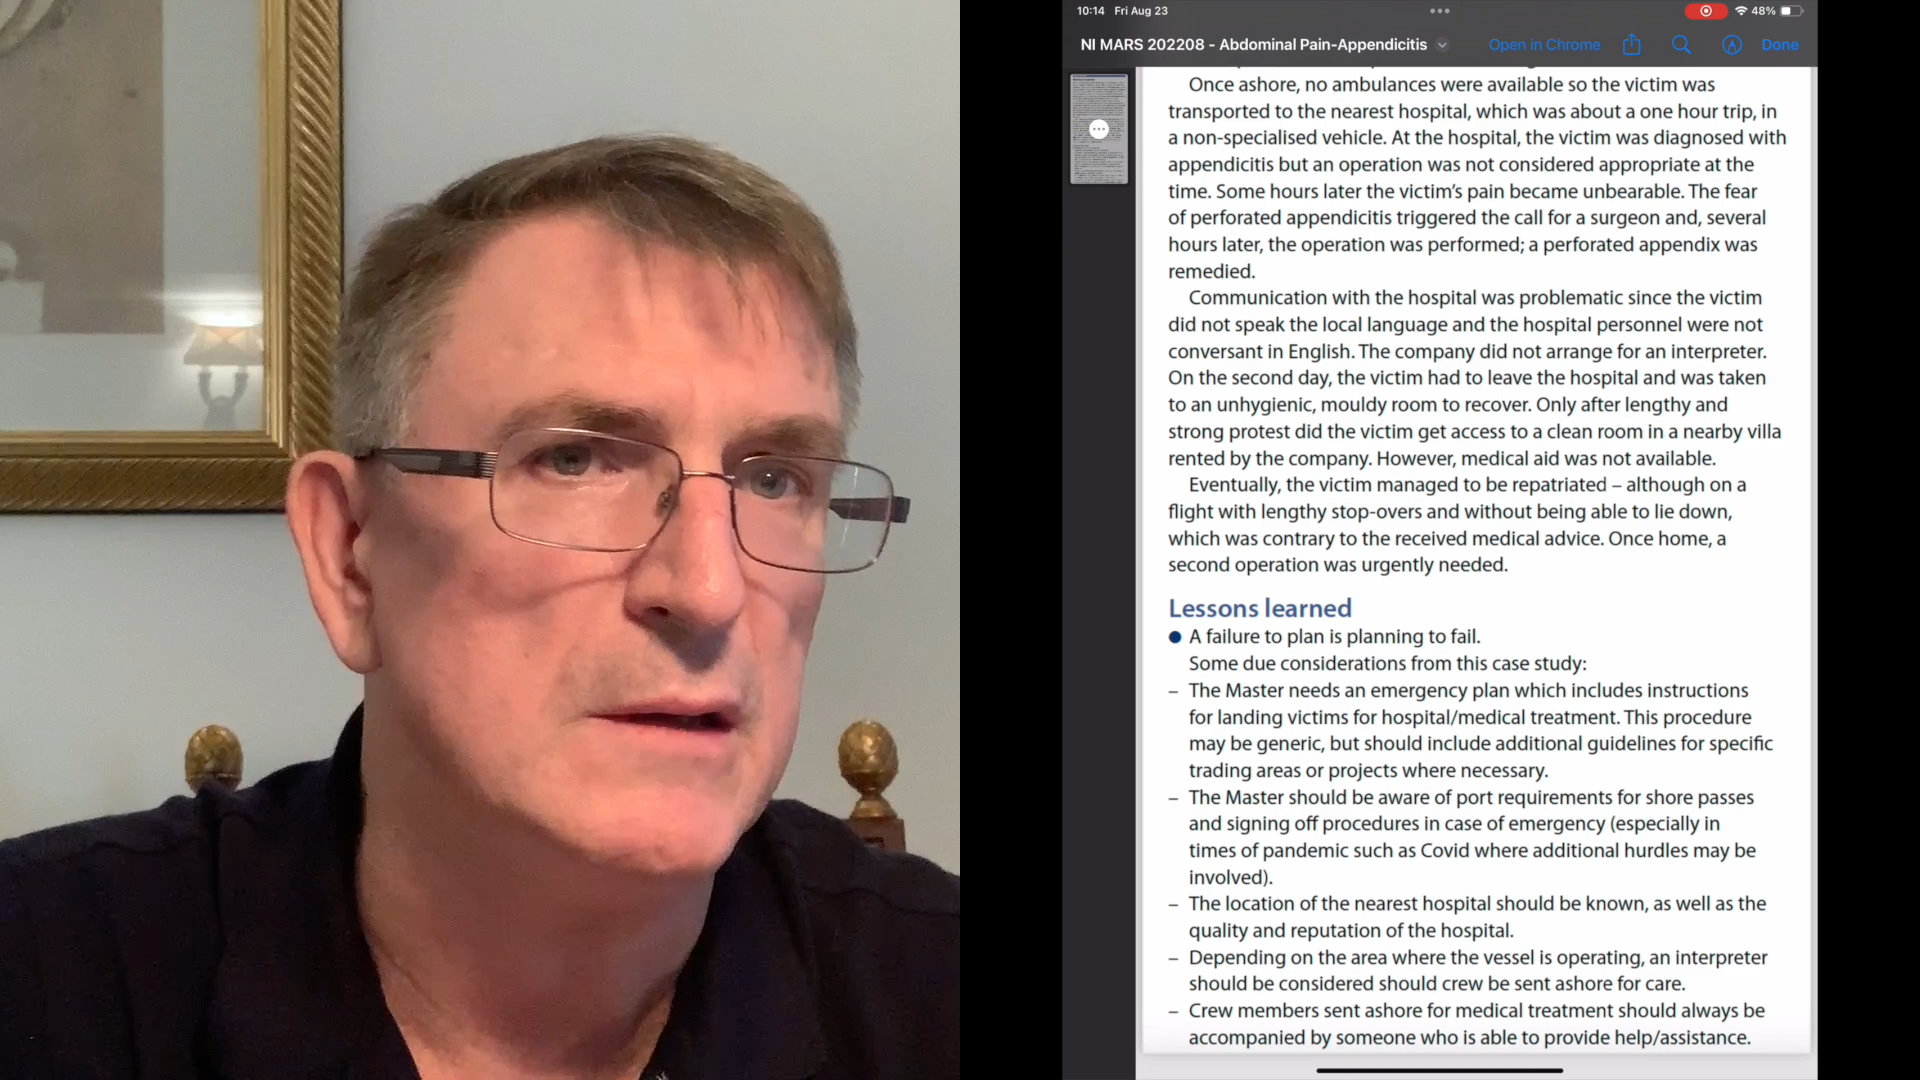 10:14 Fri Aug 23
48%
NI MARS 202208 - Abdominal Pain-Appendicitis
Open in Chrome
Done
Once ashore, no ambulances were available so the victim was
transported to the nearest hospital, which was about a one hour trip, in
a non-specialised vehicle. At the hospital, the victim was diagnosed with
appendicitis but an operation was not considered appropriate at the
time. Some hours later the victim's pain became unbearable. The fear
of perforated appendicitis triggered the call for a surgeon and, several
hours later, the operation was performed; a perforated appendix was
remedied.
Communication with the hospital was problematic since the victim
did not speak the local language and the hospital personnel were not
conversant in English. The company did not arrange for an interpreter.
On the second day, the victim had to leave the hospital and was taken
to an unhygienic, mouldy room to recover. Only after lengthy and
strong protest did the victim get access to a clean room in a nearby villa
rented by the company. However, medical aid was not available.
Eventually, the victim managed to be repatriated – although on a
flight with lengthy stop-overs and without being able to lie down,
which was contrary to the received medical advice. Once home, a
second operation was urgently needed.
Lessons learned
● A failure to plan is planning to fail.
Some due considerations from this case study:
– The Master needs an emergency plan which includes instructions
for landing victims for hospital/medical treatment. This procedure
may be generic, but should include additional guidelines for specific
trading areas or projects where necessary.
– The Master should be aware of port requirements for shore passes
and signing off procedures in case of emergency (especially in
times of pandemic such as Covid where additional hurdles may be
involved).
– The location of the nearest hospital should be known, as well as the
quality and reputation of the hospital.
– Depending on the area where the vessel is operating, an interpreter
should be considered should crew be sent ashore for care.
– Crew members sent ashore for medical treatment should always be
accompanied by someone who is able to provide help/assistance.